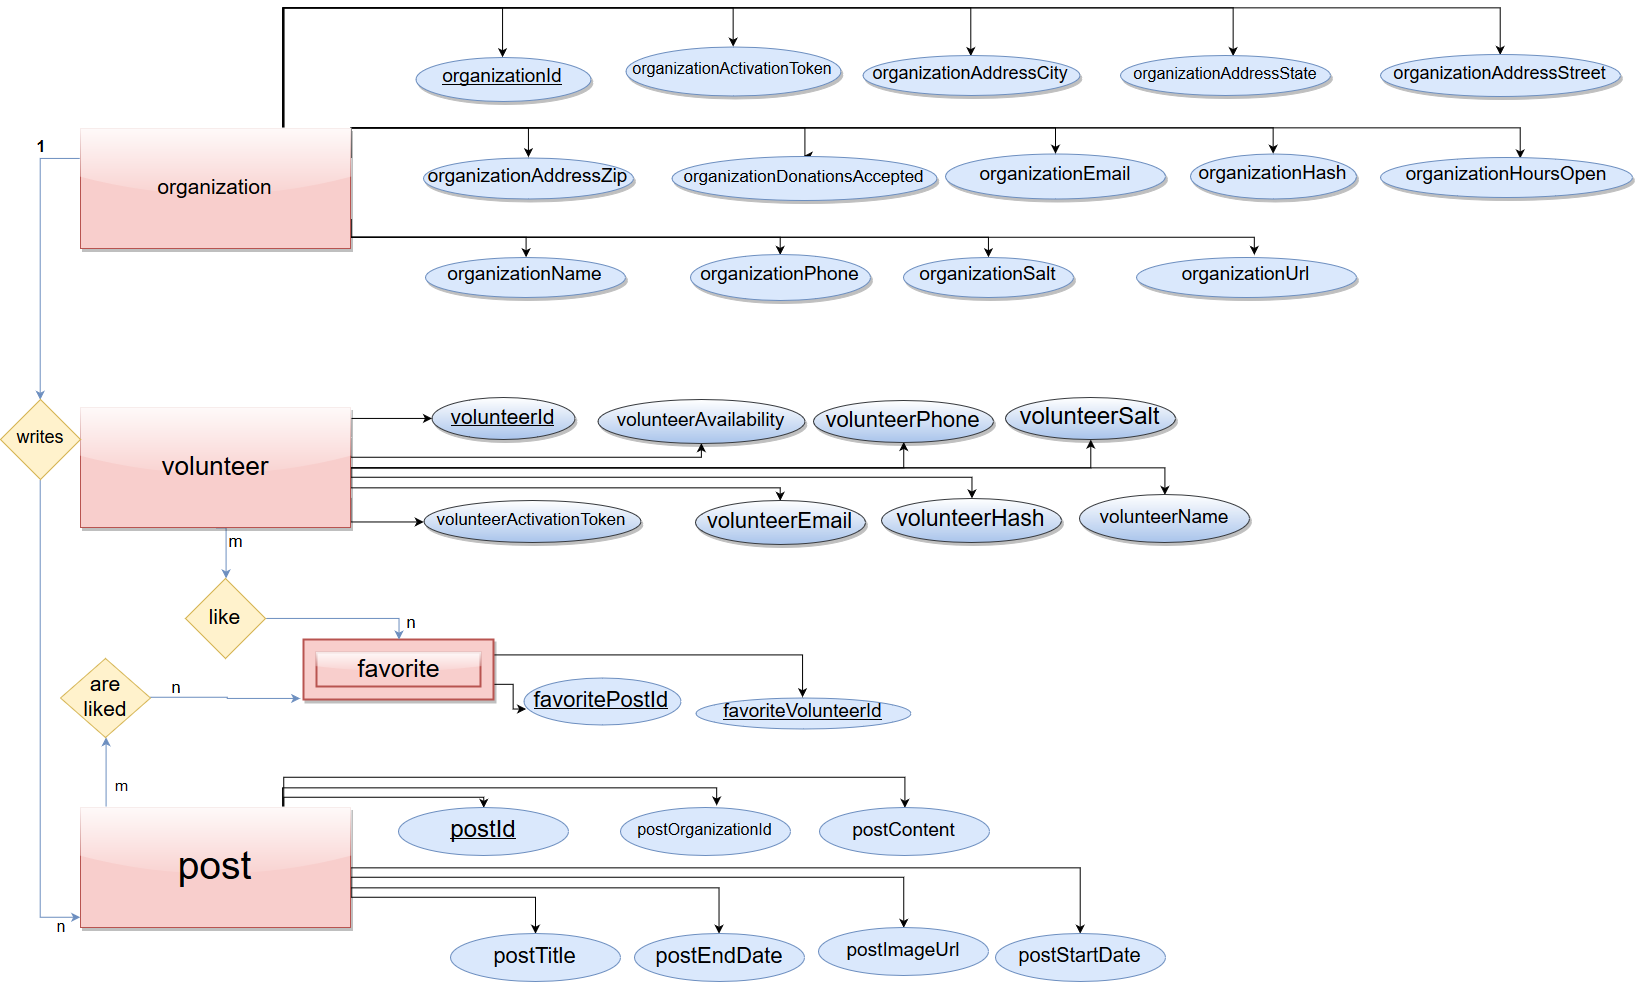 organizationId
organizationActivationToken
organizationAddressCity
organizationAddressState
organizationAddressStreet
1
organization
organizationAddressZip
organizationDonationsAccepted
organizationEmail
organizationHash
organizationHoursOpen
organizationName
organizationPhone
organizationSalt
organizationUrl
writes
volunteer
volunteerId
volunteerAvailability
volunteerPhone
volunteerSalt
volunteerActivationToken
volunteerEmail
volunteerHash
volunteerName
m
like
n
favorite
are
liked
n
favoritePostId
favoriteVolunteerId
m
post
postId
postOrganizationId
postContent
n
postTitle
postEndDate
postImageUrl
postStartDate